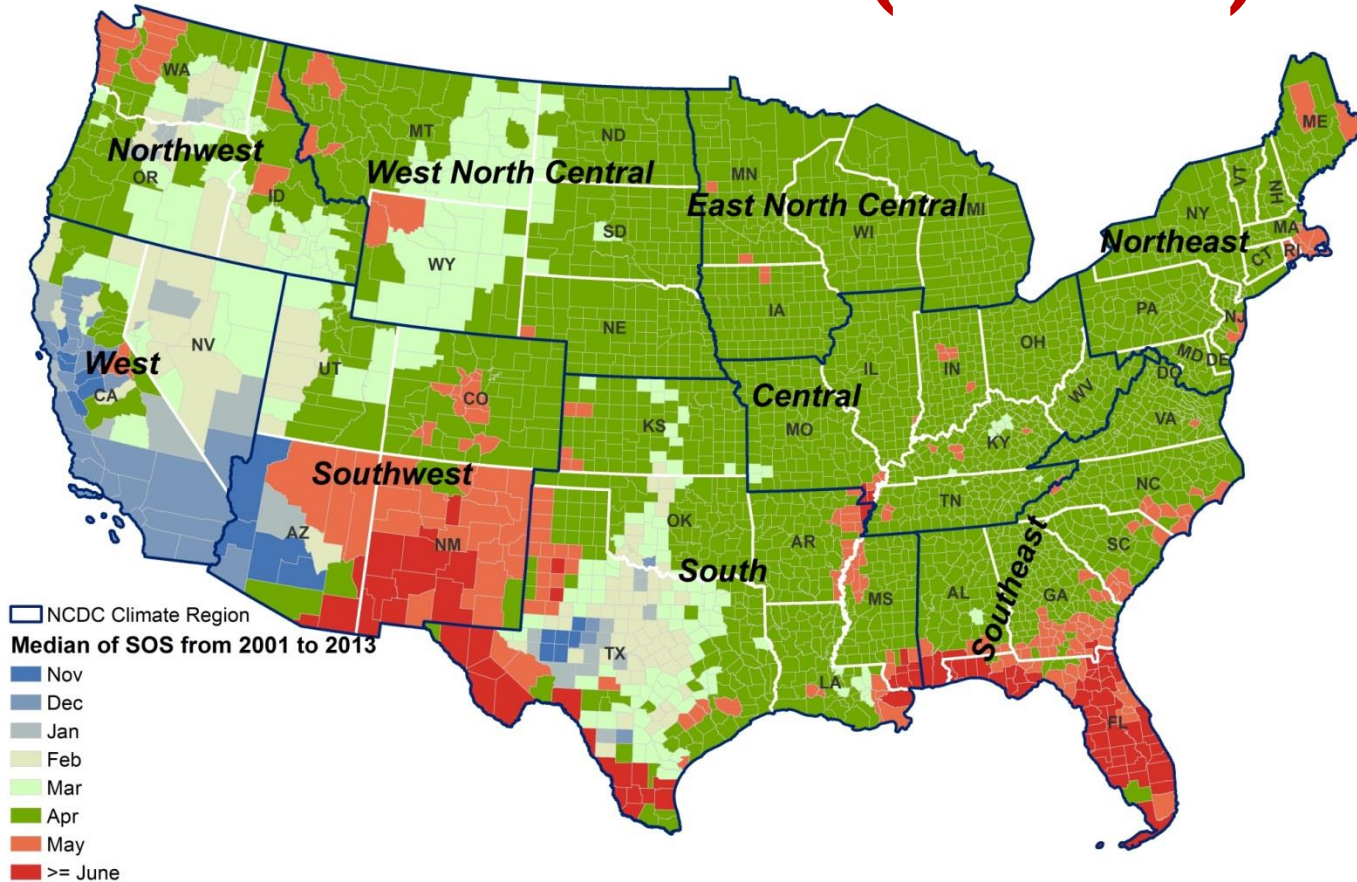 WA
MT
ND
MN
ME
Northwest
OR
ID
West North Central
SD
WY
East North Central
WI
MI
VT
HN
NY
MA
Northeast
CT
RI
IA
NE
PA
NJ
West
NV
UT
CA
CO
IL
IN
OH
MD
DE
DC
WV
VA
Central
KS
MO
KY
Southwest
AZ
NM
OK
TN
NC
AR
SC
South
Southeast
MS
AL
GA
TX
LA
FL
NCDC Climate Region
Median of SOS from 2001 to 2013
Nov
Dec
Jan
Feb
Mar
Apr
May
>= June